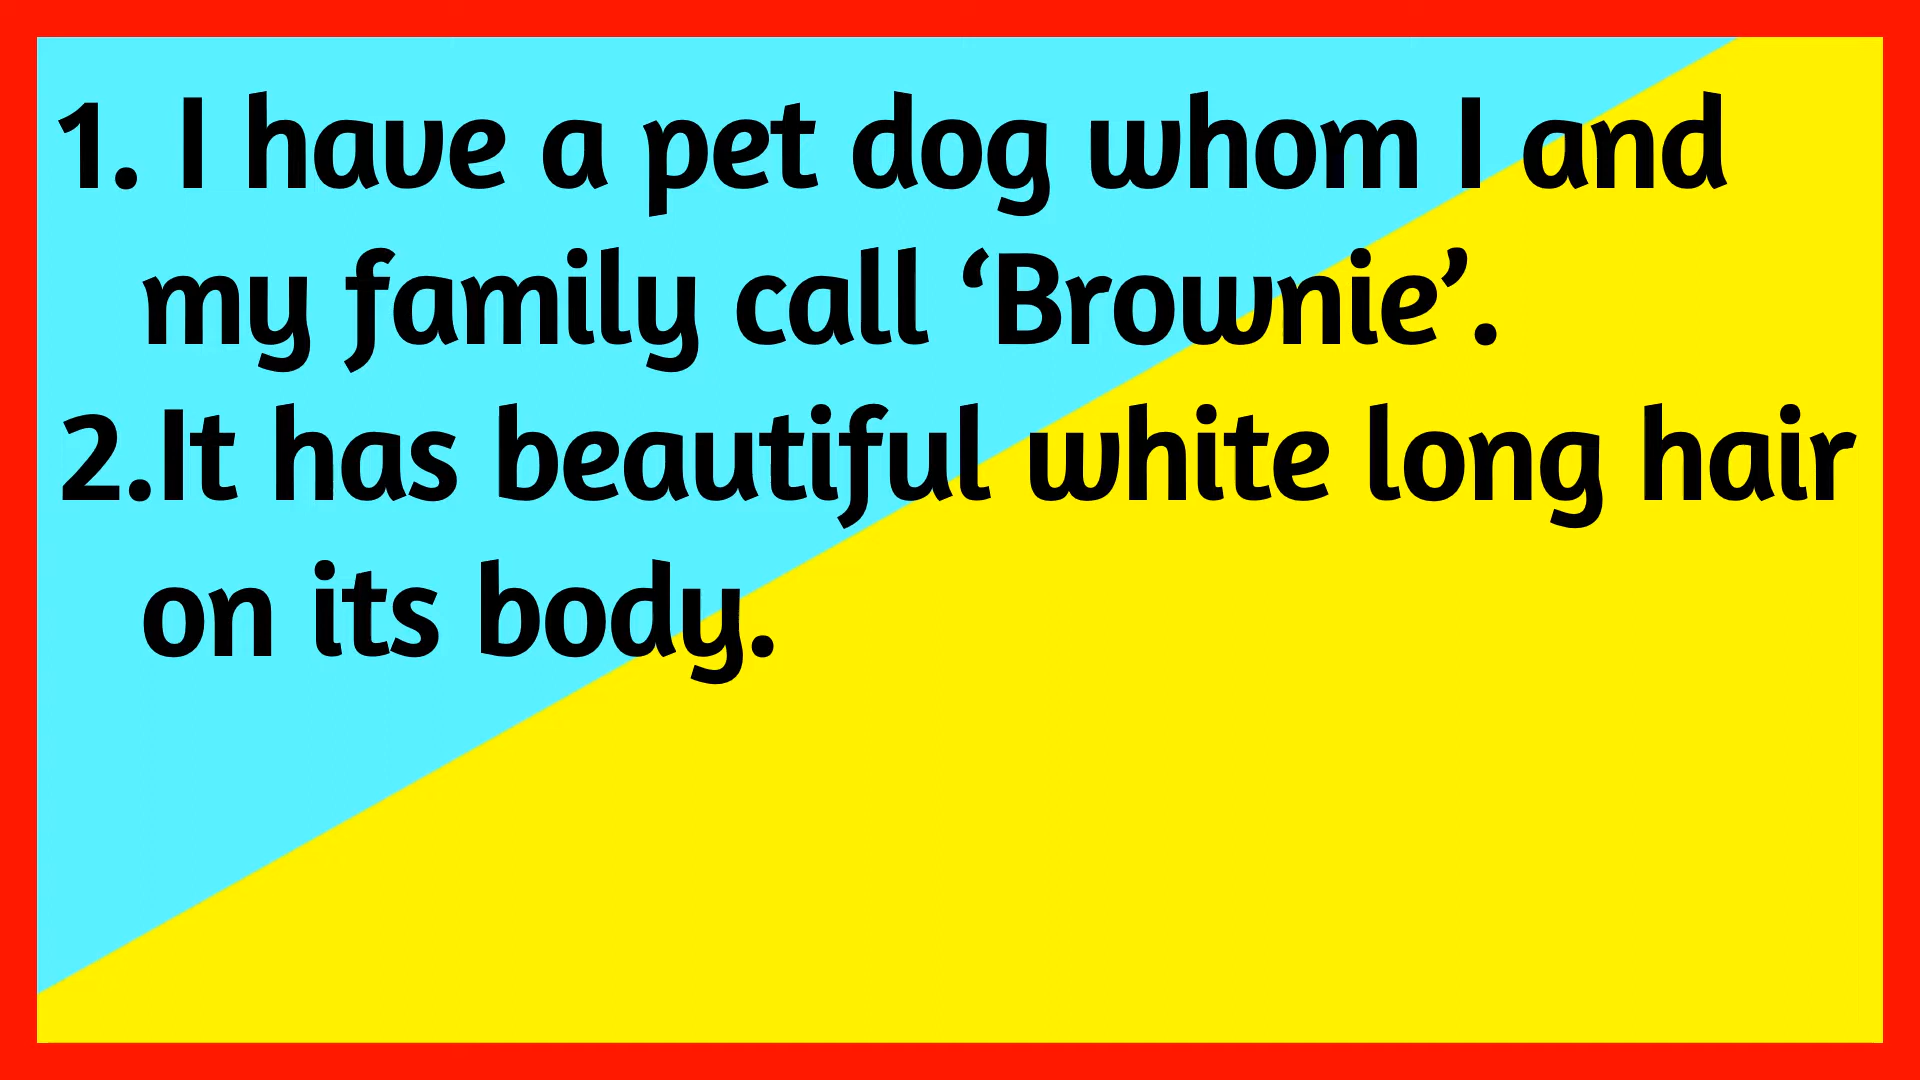 1. I have a pet dog whom I and
my family call ‘Brownie’.
2.It has beautiful white long hair
on its body.